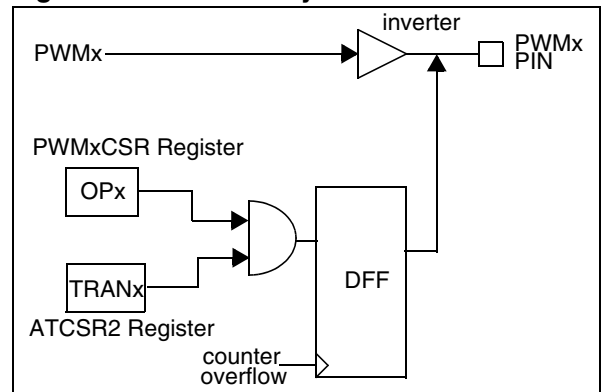 inverter
PWMx
PWMx
PIN
PWMxCSR Register
OPx
TRANx
DFF
ATCSR2 Register
counter
overflow